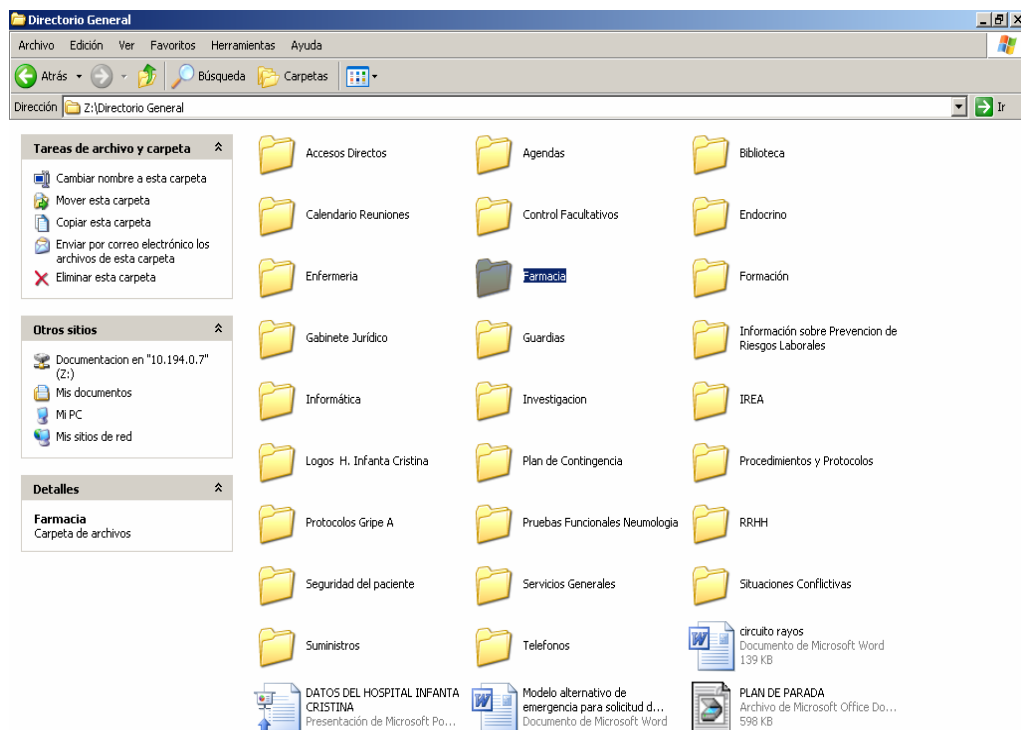 Directorio General
Archivo Edición Ver Favoritos Herramientas Ayuda
Atrás Búsqueda Carpetas
Dirección Z:\Directorio General Ir
Tareas de archivo y carpeta
Cambiar nombre a esta carpeta
Mover esta carpeta
Copiar esta carpeta
Enviar por correo electrónico los
archivos de esta carpeta
Eliminar esta carpeta
Otros sitios
Documentacion en "10.194.0.7"
(Z:)
Mis documentos
Mi PC
Mis sitios de red
Detalles
Farmacia
Carpeta de archivos
Accesos Directos
Agendas
Biblioteca
Calendario Reuniones
Control Facultativos
Endocrino
Enfermeria
Farmacia
Formación
Gabinete Jurídico
Guardias
Información sobre Prevencion de
Riesgos Laborales
Informática
Investigacion
IREA
Logos H. Infanta Cristina
Plan de Contingencia
Procedimientos y Protocolos
Protocolos Gripe A
Pruebas Funcionales Neumologia
RRHH
Seguridad del paciente
Servicios Generales
Situaciones Conflictivas
Suministros
Telefonos
circuito rayos
Documento de Microsoft Word
139 KB
DATOS DEL HOSPITAL INFANTA
CRISTINA
Presentación de Microsoft Po...
Modelo alternativo de
emergencia para solicitud d...
Documento de Microsoft Word
PLAN DE PARADA
Archivo de Microsoft Office Do...
598 KB